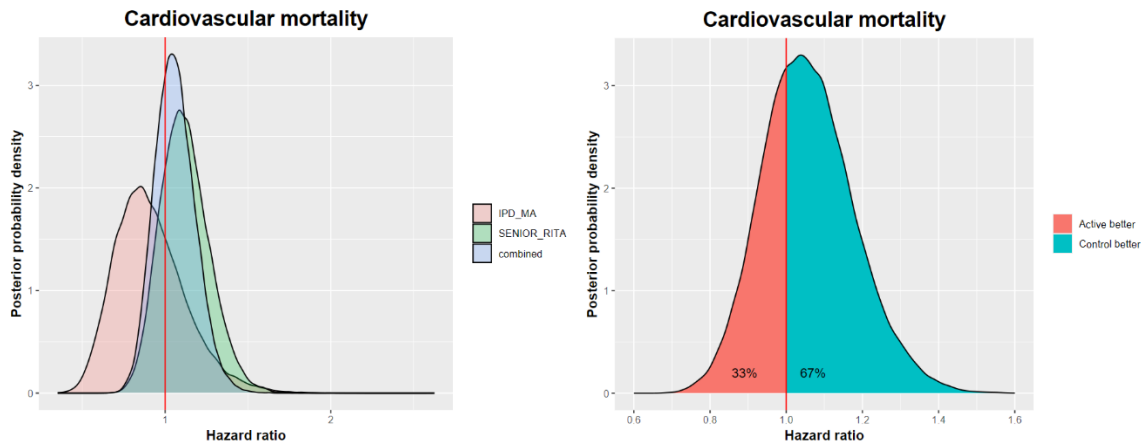 Cardiovascular mortality
Posterior probability density
3
2
1
0
1
2
Hazard ratio
IPD_MA
SENIOR_RITA
combined
Cardiovascular mortality
Posterior probability density
3
2
1
0
33%
67%
0.6
0.8
1.0
1.2
1.4
1.6
Hazard ratio
Active better
Control better